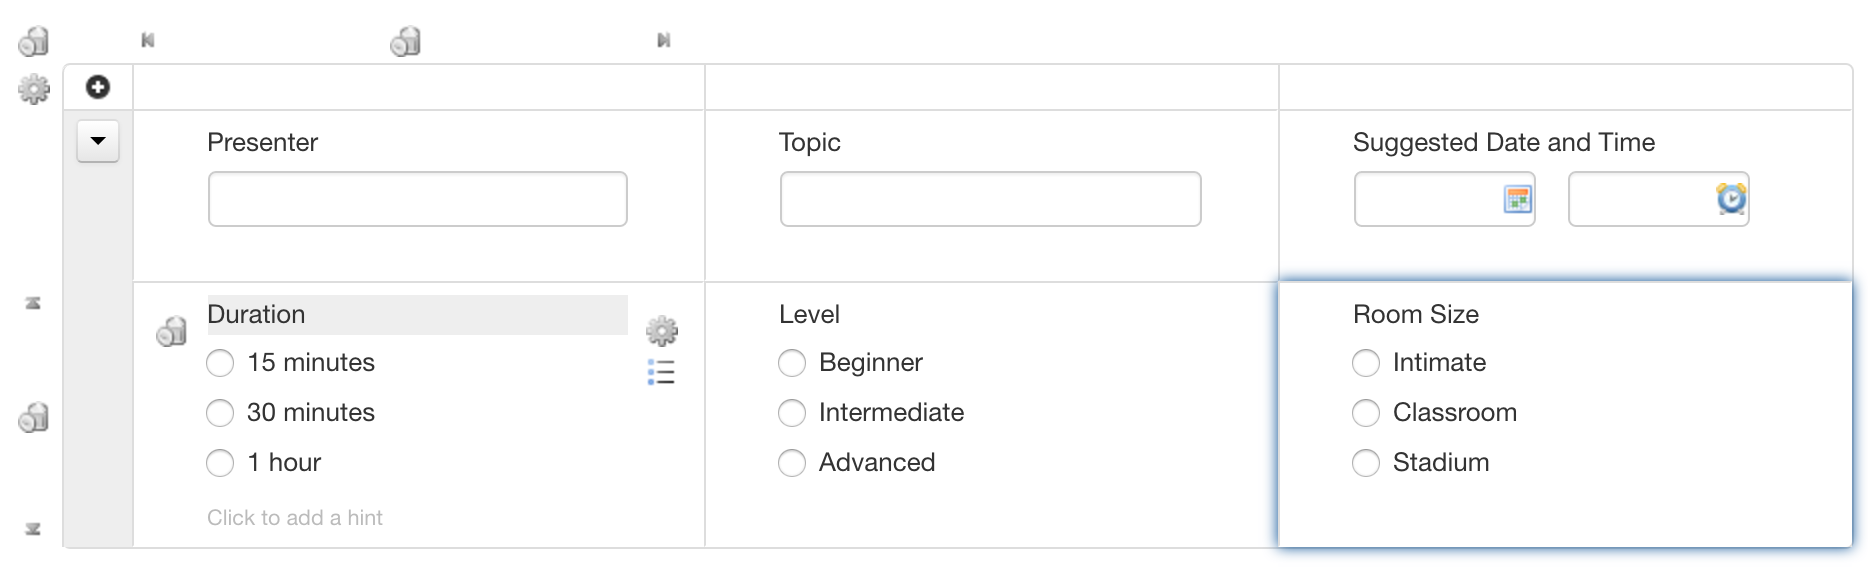 Presenter
Topic
Suggested Date and Time
Duration
15 minutes
30 minutes
1 hour
Click to add a hint
Level
Beginner
Intermediate
Advanced
Room Size
Intimate
Classroom
Stadium